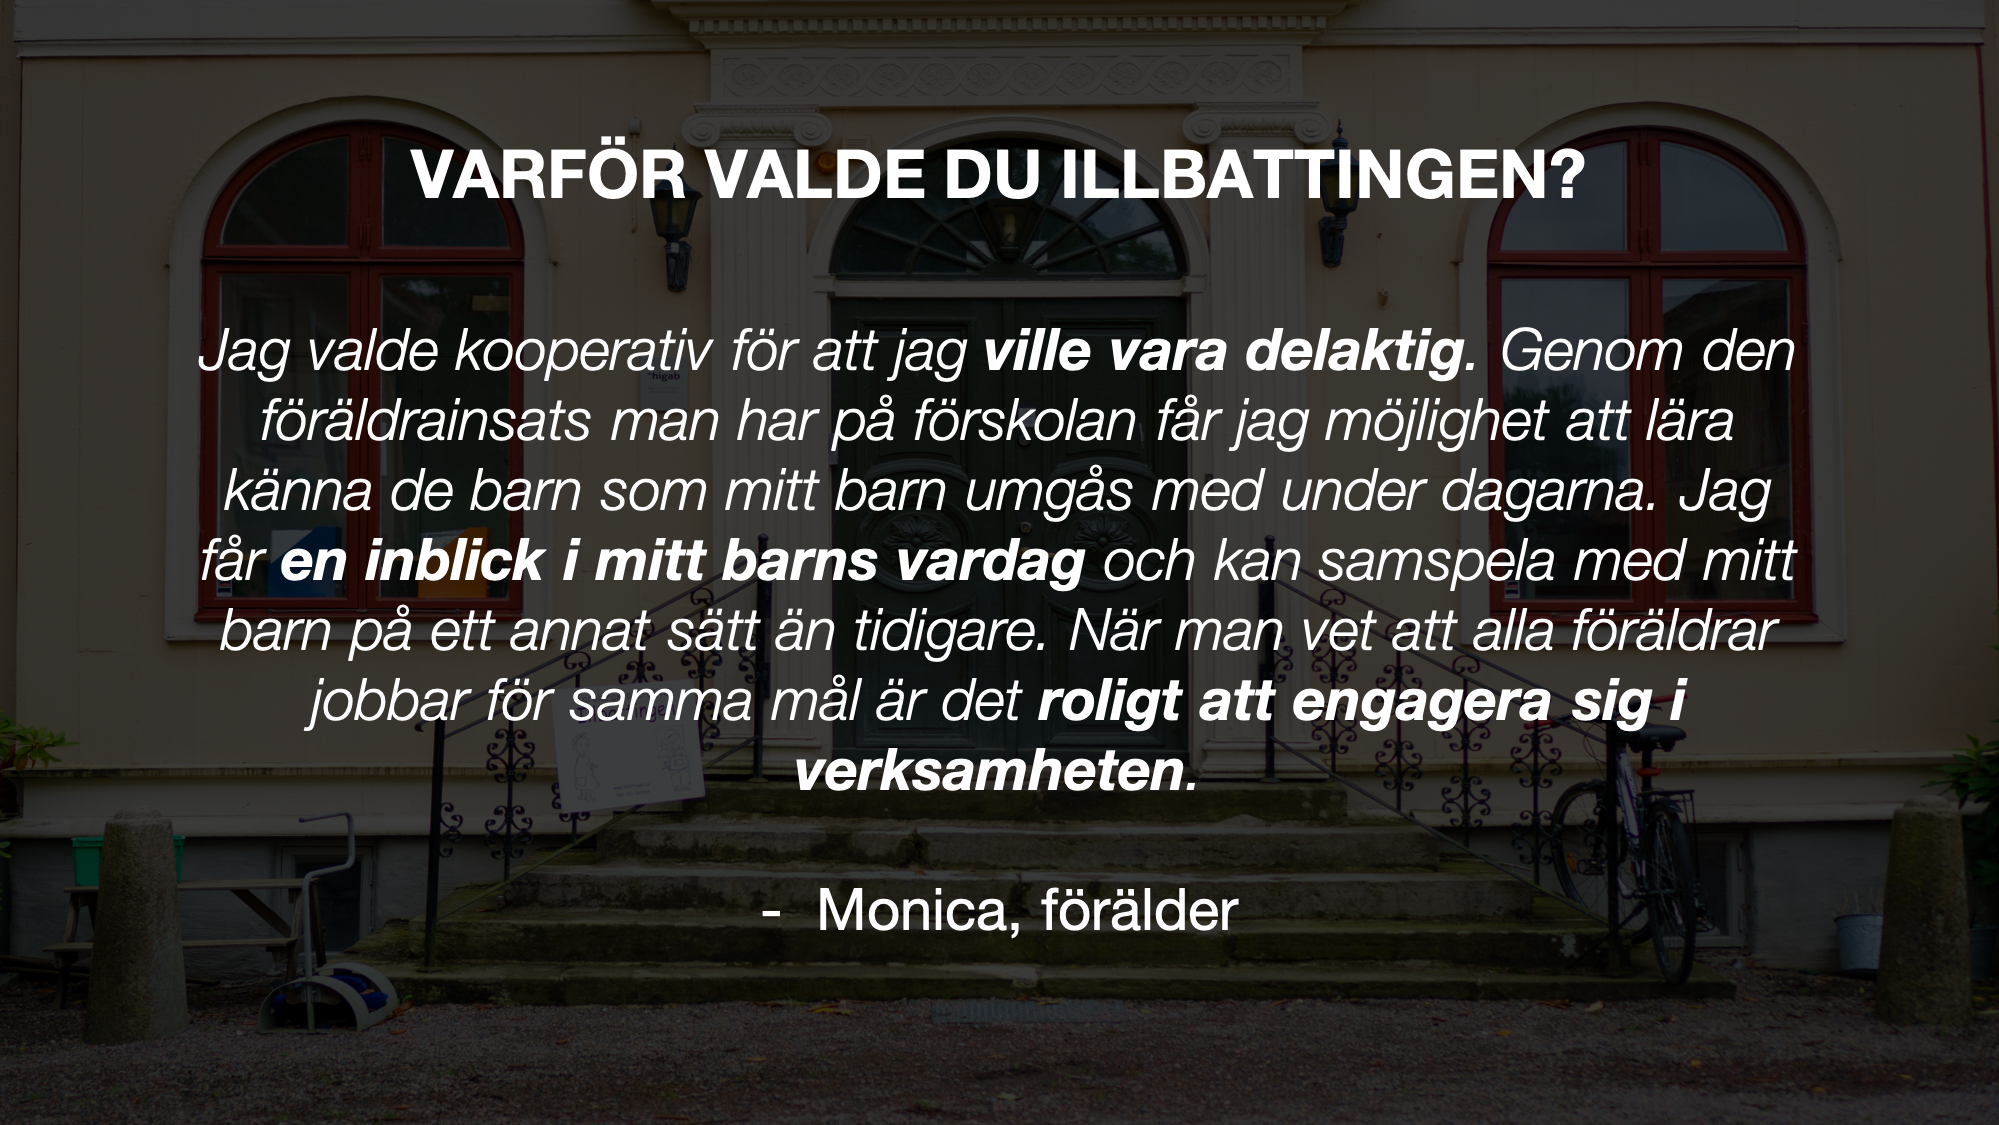 VARFÖR VALDE DU ILLBATTINGEN?
Jag valde kooperativ för att jag ville vara delaktig. Genom den
föräldrainsats man har på förskolan får jag möjlighet att lära
känna de barn som mitt barn umgås med under dagarna. Jag
får en inblick i mitt barns vardag och kan samspela med mitt
barn på ett annat sätt än tidigare. När man vet att alla föräldrar
jobbar för samma mål är det roligt att engagera sig i
verksamheten.
- Monica, förälder
higab